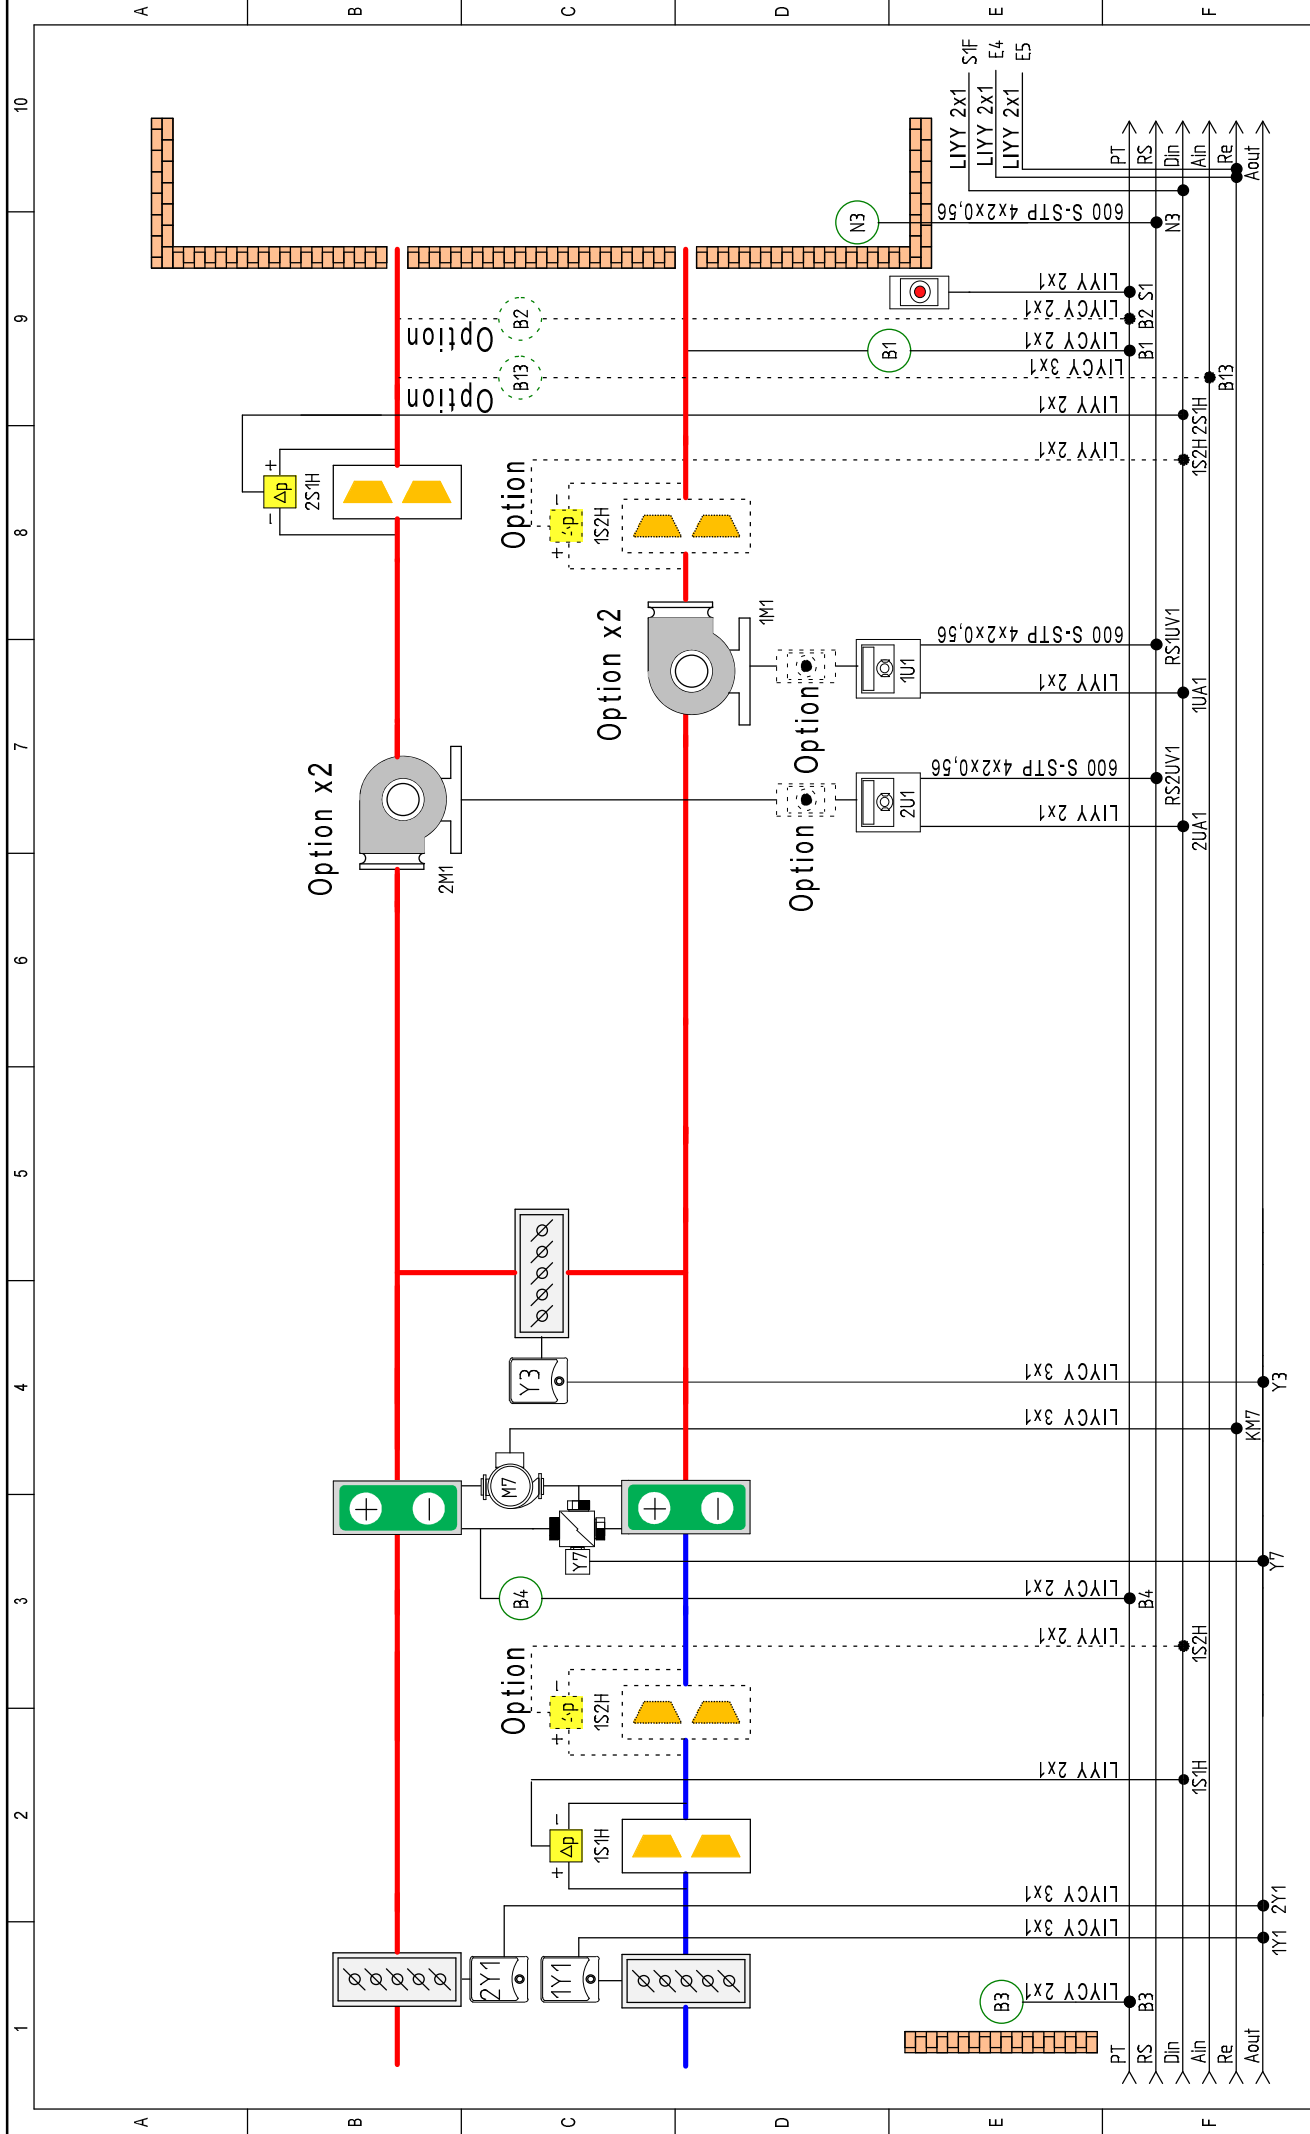 A
B
C
D
E
F
10
9
8
7
6
5
4
3
2
1
S1F
E4
E5
LIYY 2x1
LIYY 2x1
LIYY 2x1
PT
RS
Din
Ain
Re
Aout
N3
600 S-STP 4x2x0,56
N3
LIYY 2x1
S1
B2
Option
LIYCY 2x1
B2
B1
LIYCY 2x1
B1
B13
Option
LIYCY 3x1
B13
LIYY 2x1
2S1H
+
Δp
-
2S1H
LIYY 2x1
1S2H
Option
-
Δp
+
1S2H
Option x2
1M1
Option
1U1
600 S-STP 4x2x0,56
RS1UV1
LIYY 2x1
1UA1
Option x2
2M1
Option
2U1
600 S-STP 4x2x0,56
RS2UV1
LIYY 2x1
2UA1
Y3
LIYCY 3x1
Y3
M7
LIYCY 3x1
KM7
+
-
+
-
Y7
Y7
B4
LIYCY 2x1
B4
LIYY 2x1
1S2H
Option
-
Δp
+
1S2H
LIYY 2x1
1S1H
-
Δp
+
1S1H
LIYCY 3x1
2Y1
LIYCY 3x1
1Y1
2Y1
1Y1
B3
LIYCY 2x1
B3
PT
RS
Din
Ain
Re
Aout
A
B
C
D
E
F